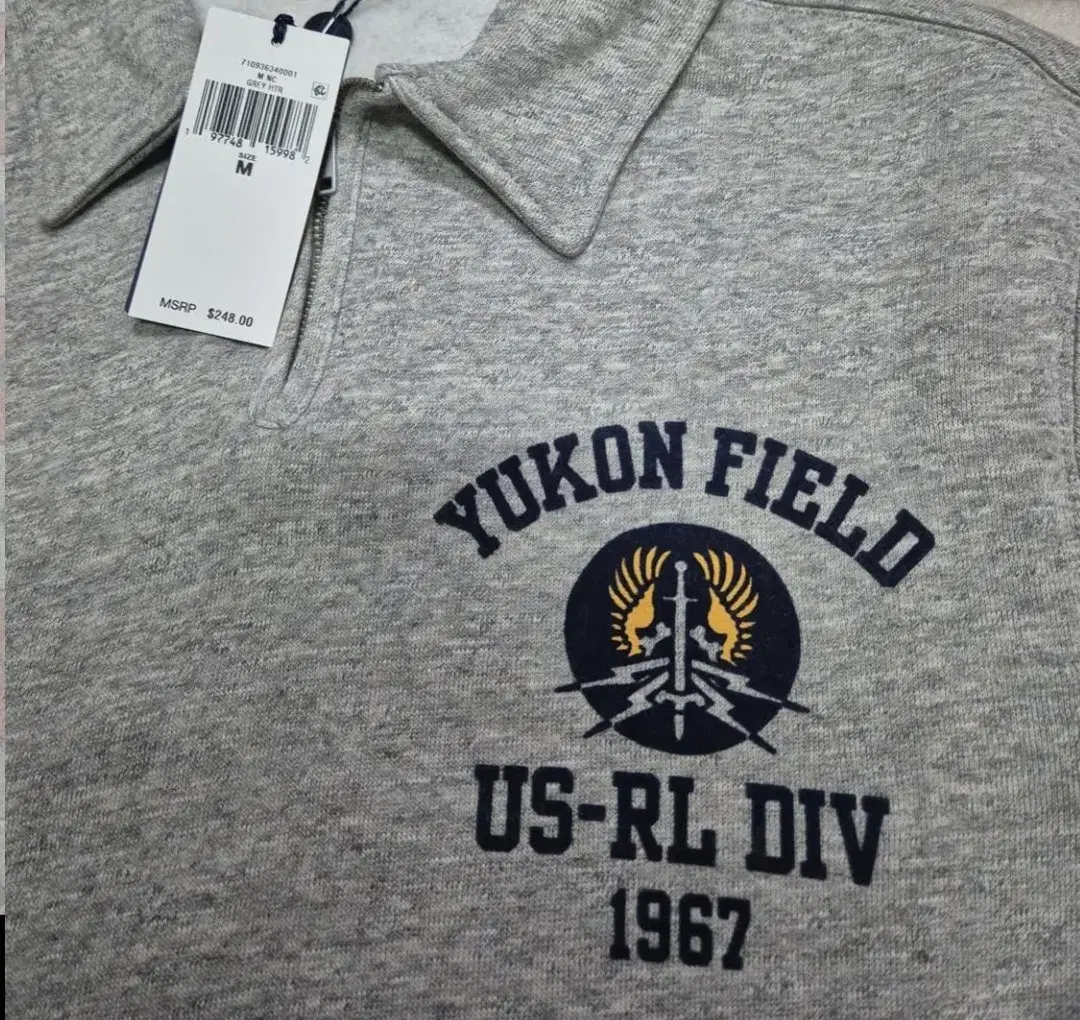 710936340001
M NC
GREY HTR
1 97748 15998 2
SIZE
M
MSRP $248.00
YUKON FIELD
US-RL DIV
1967